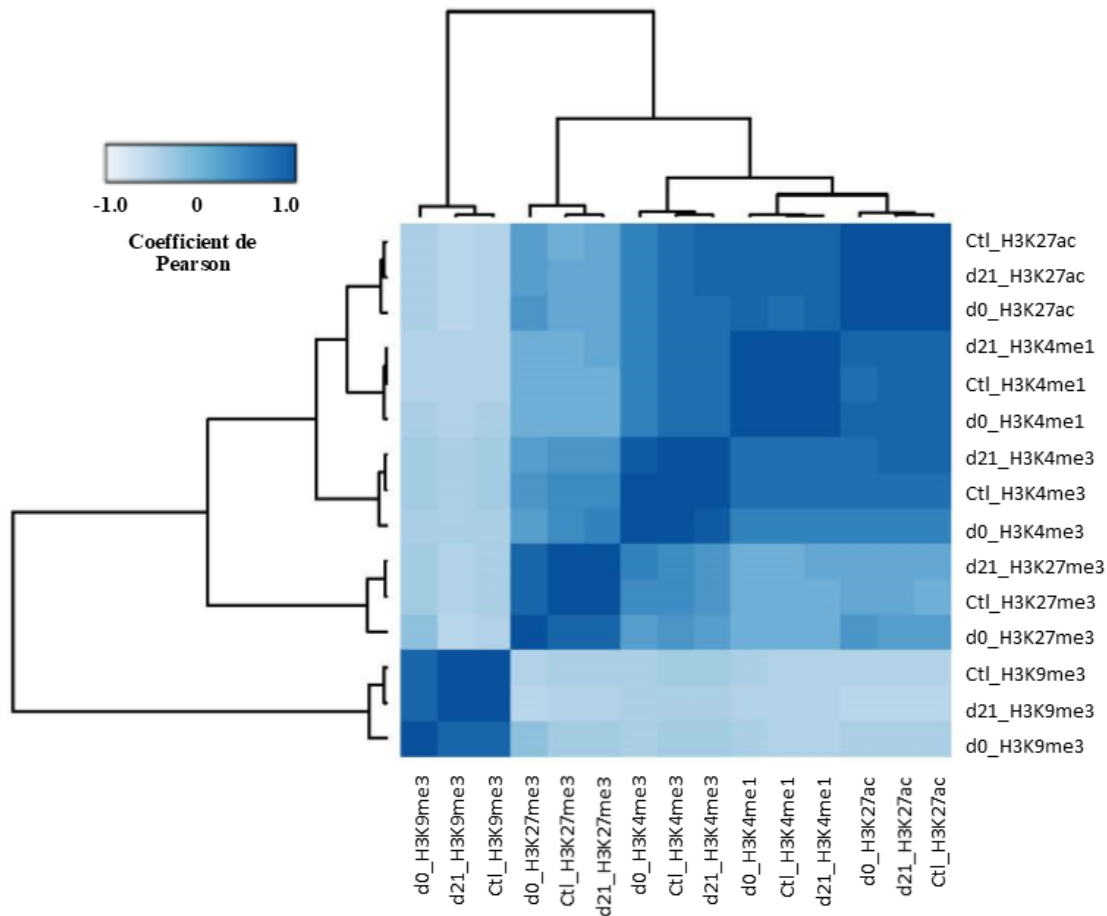 -1.0 0 1.0
Coefficient de
Pearson
Ctl_H3K27ac
d21_H3K27ac
d0_H3K27ac
d21_H3K4me1
Ctl_H3K4me1
d0_H3K4me1
d21_H3K4me3
Ctl_H3K4me3
d0_H3K4me3
d21_H3K27me3
Ctl_H3K27me3
d0_H3K27me3
Ctl_H3K9me3
d21_H3K9me3
d0_H3K9me3
d0_H3K9me3
d21_H3K9me3
Ctl_H3K9me3
d0_H3K27me3
Ctl_H3K27me3
d21_H3K27me3
d0_H3K4me3
Ctl_H3K4me3
d21_H3K4me3
d0_H3K4me1
Ctl_H3K4me1
d21_H3K4me1
d0_H3K27ac
d21_H3K27ac
Ctl_H3K27ac